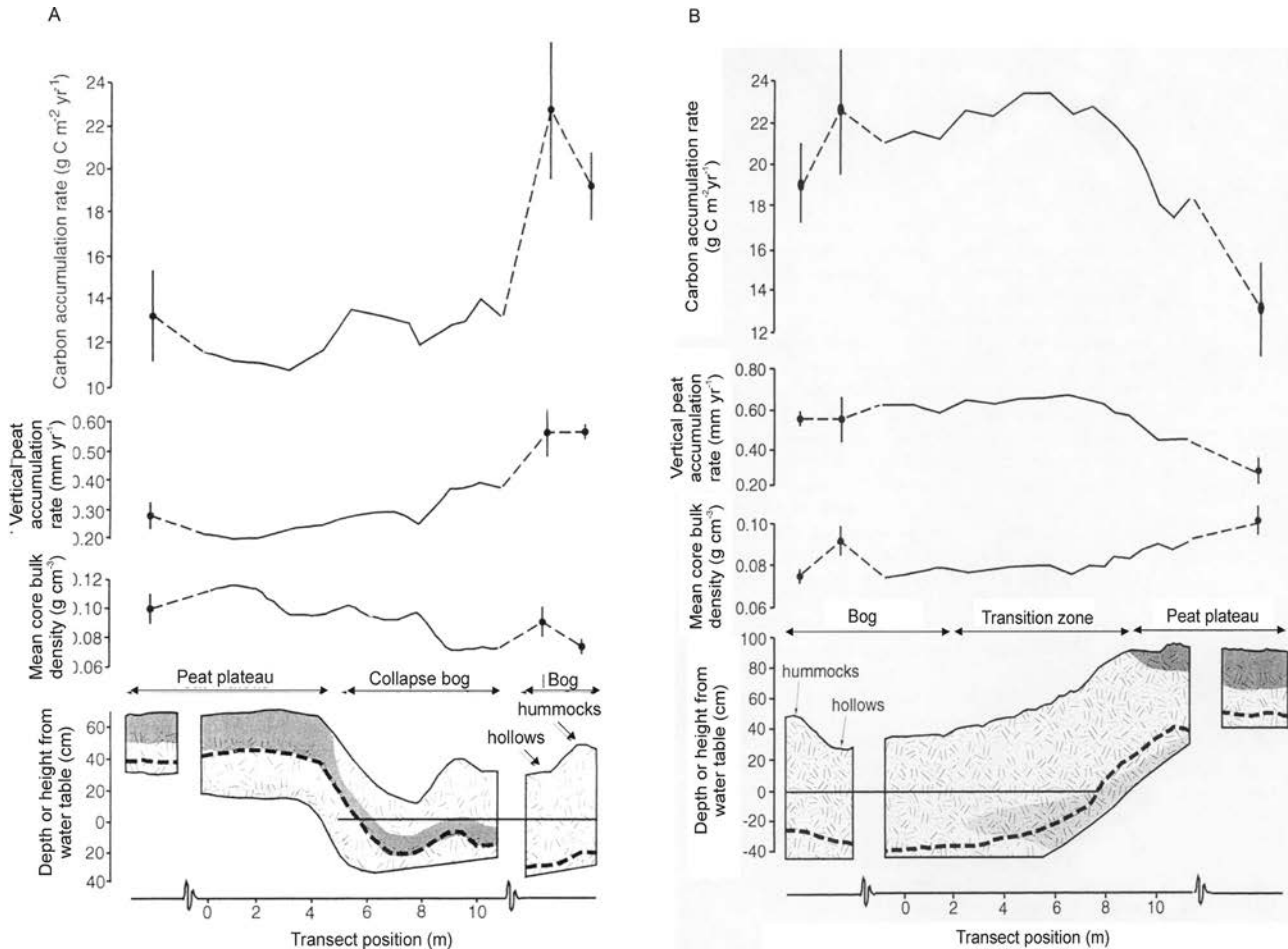 A
Carbon accumulation rate (g C m-2 yr-1)
24
22
20
18
16
14
12
10
Vertical peat
accumulation
rate (mm yr-1)
0.60
0.50
0.40
0.30
0.20
Mean core bulk
density (g cm-3)
0.12
0.10
0.08
0.06
Peat plateau
Collapse bog
Bog
hummocks
hollows
Depth or height from
water table (cm)
60
40
20
0
20
40
0
2
4
6
8
10
Transect position (m)
B
Carbon accumulation rate
(g C m-2yr-1)
24
22
20
18
16
14
12
Vertical peat
accumulation
rate (mm yr-1)
0.80
0.60
0.40
0.20
Mean core bulk
density (g cm-3)
0.10
0.08
0.06
Bog
Transition zone
Peat plateau
hummocks
hollows
Depth or height from
water table (cm)
100
80
60
40
20
0
-20
-40
0
2
4
6
8
10
Transect position (m)